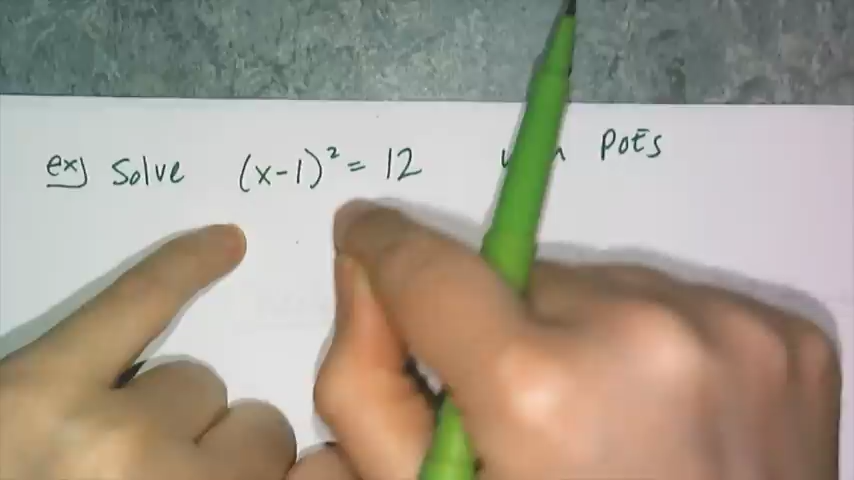 ex) Solve (x-1)² = 12 PoEs